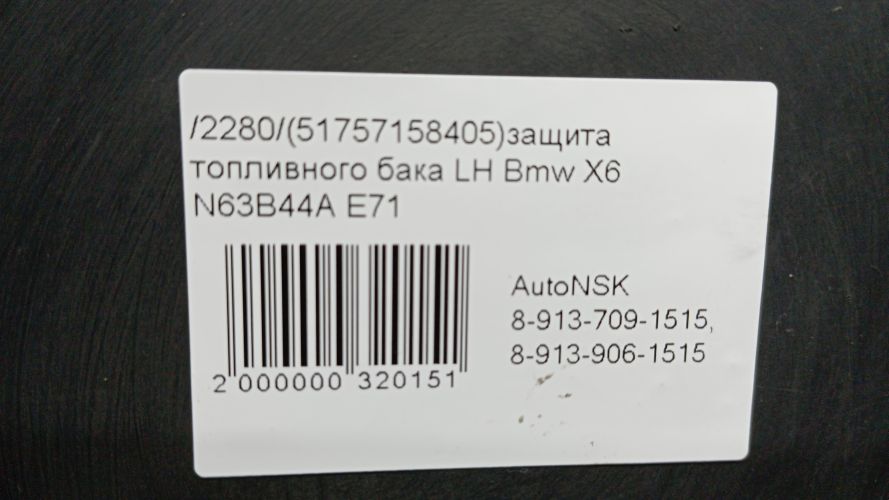 /2280/(51757158405)защита
топливного бака LH Bmw X6
N63B44A E71
AutoNSK
8-913-709-1515,
8-913-906-1515
2 000000 320151